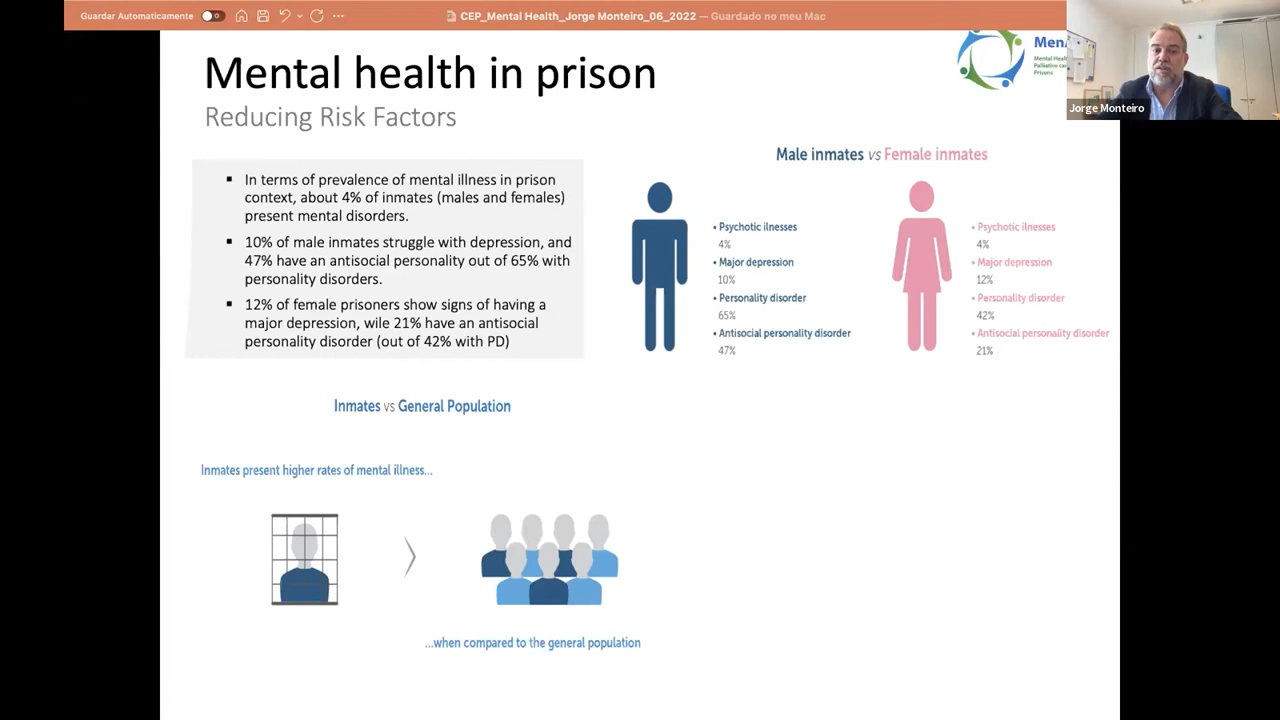 Guardar Automaticamente
CEP_Mental Health_Jorge Monteiro_06_2022 — Guardado no meu Mac
Mental health in prison
Reducing Risk Factors
Mental
Palliative
Prisons
Jorge Monteiro
▪ In terms of prevalence of mental illness in prison
context, about 4% of inmates (males and females)
present mental disorders.
▪ 10% of male inmates struggle with depression, and
47% have an antisocial personality out of 65% with
personality disorders.
▪ 12% of female prisoners show signs of having a
major depression, wile 21% have an antisocial
personality disorder (out of 42% with PD)
Male inmates vs Female inmates
• Psychotic ilnesses
4%
• Major depression
10%
• Personality disorder
65%
• Antisocial personality disorder
47%
• Psychotic ilnesses
4%
• Major depression
12%
• Personality disorder
42%
• Antisocial personality disorder
21%
Inmates vs General Population
Inmates present higher rates of mental illness...
...when compared to the general population